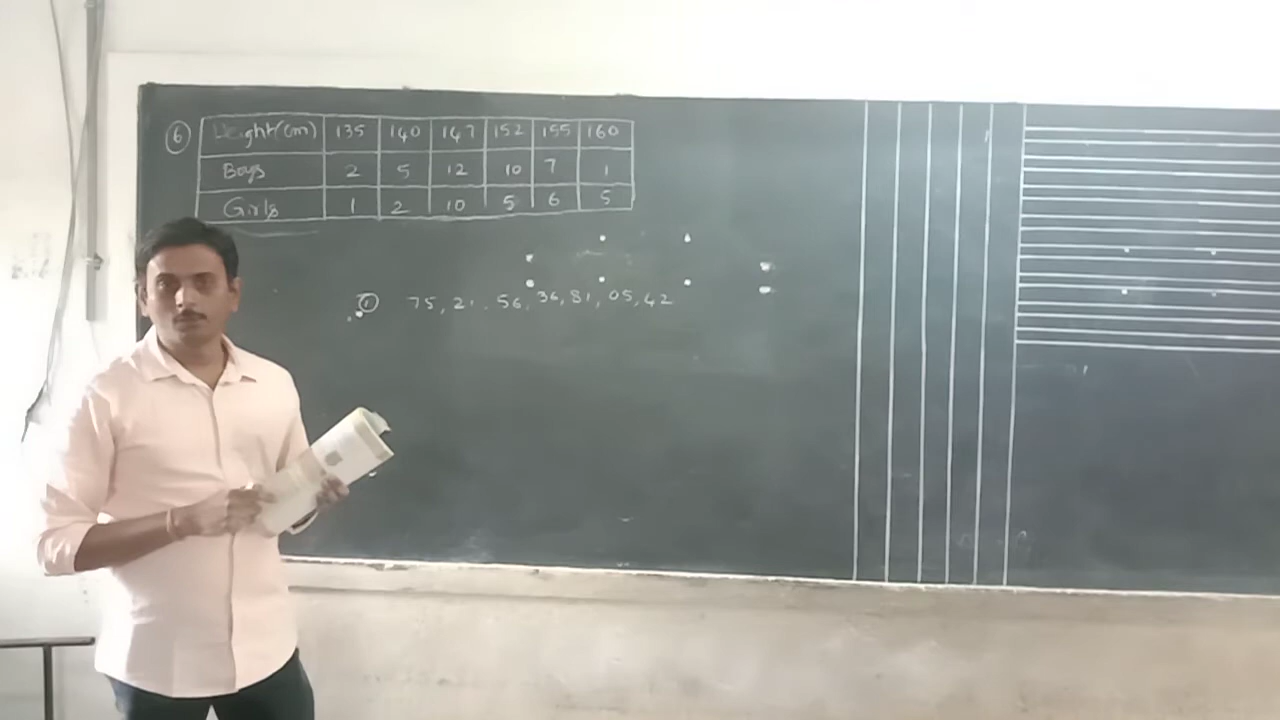 6 Height(cm) 135 140 147 152 155 160
Boys 2 5 12 10 7 1
Girls 1 2 10 5 6 5
1 75, 21, 56, 36, 81, 05, 42